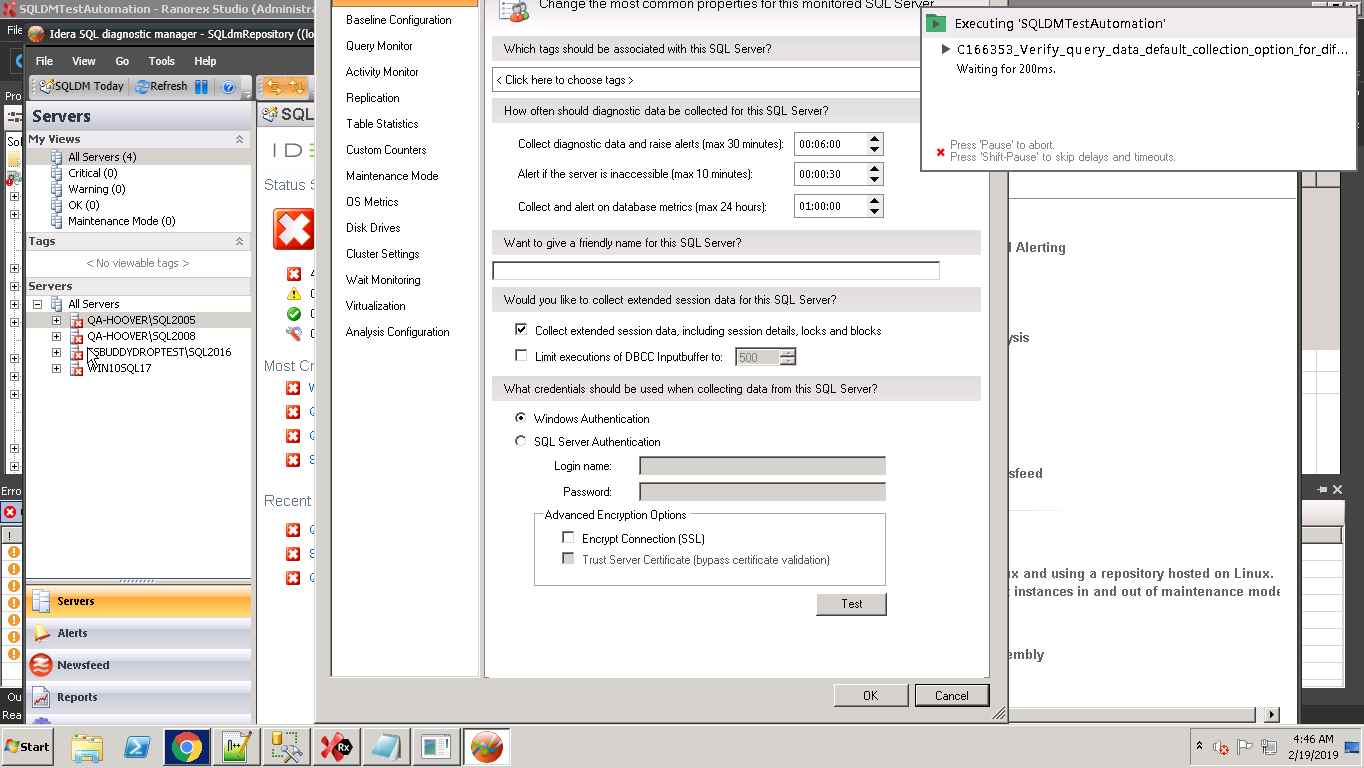 SQLDMTestAutomation - Ranorex Studio (Administra
Idera SQL diagnostic manager - SQLdmRepository ((lo
File View Go Tools Help
SQLDM Today Refresh
Servers
My Views
All Servers (4)
Critical (0)
Warning (0)
OK (0)
Maintenance Mode (0)
Tags
< No viewable tags >
Servers
All Servers
QA-HOOVER\SQL2005
QA-HOOVER\SQL2008
SBUDDYDROPTEST\SQL2016
WIN10SQL17
Servers
Alerts
Newsfeed
Reports
SQL
Status S
Most Cr
Recent
Baseline Configuration
Query Monitor
Activity Monitor
Replication
Table Statistics
Custom Counters
Maintenance Mode
OS Metrics
Disk Drives
Cluster Settings
Wait Monitoring
Virtualization
Analysis Configuration
Change the most common properties for this monitored SQL Server
Which tags should be associated with this SQL Server?
< Click here to choose tags >
How often should diagnostic data be collected for this SQL Server?
Collect diagnostic data and raise alerts (max 30 minutes): 00:06:00
Alert if the server is inaccessible (max 10 minutes): 00:00:30
Collect and alert on database metrics (max 24 hours): 01:00:00
Want to give a friendly name for this SQL Server?
Would you like to collect extended session data for this SQL Server?
Collect extended session data, including session details, locks and blocks
Limit executions of DBCC Inputbuffer to: 500
What credentials should be used when collecting data from this SQL Server?
Windows Authentication
SQL Server Authentication
Login name:
Password:
Advanced Encryption Options
Encrypt Connection (SSL)
Trust Server Certificate (bypass certificate validation)
Test
OK Cancel
Executing 'SQLDMTestAutomation'
C166353_Verify_query_data_default_collection_option_for_dif...
Waiting for 200ms.
Press 'Pause' to abort.
Press 'Shift-Pause' to skip delays and timeouts.
Alerting
ysis
sfeed
ux and using a repository hosted on Linux.
instances in and out of maintenance mode
embly
Start
4:46 AM
2/19/2019